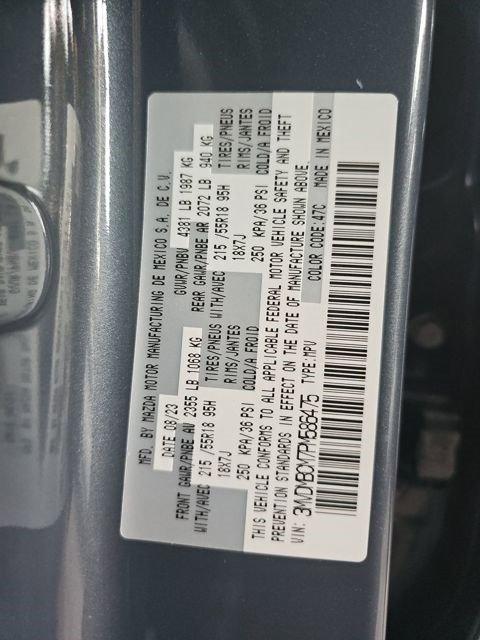 MFD. BY MAZDA MOTOR MANUFACTURING DE MEXICO S.A. DE C.V.
DATE 08/23 GVWR/PNBV 4381 LB 1987 KG
FRONT GAWR/PNBE AV 2355 LB 1068 KG REAR GAWR/PNBE AR 2072 LB 940 KG
WITH/AVEC TIRES/PNEUS WITH/AVEC TIRES/PNEUS
215 /55R18 95H RIMS/JANTES 215 /55R18 95H RIMS/JANTES
18X7J COLD/A FROID 18X7J COLD/A FROID
250 KPA/36 PSI 250 KPA/36 PSI
THIS VEHICLE CONFORMS TO ALL APPLICABLE FEDERAL MOTOR VEHICLE SAFETY AND THEFT
PREVENTION STANDARDS IN EFFECT ON THE DATE OF MANUFACTURE SHOWN ABOVE.
VIN: 3MVDMBCY7PM585475 TYPE:MPV COLOR CODE:47C MADE IN MEXICO